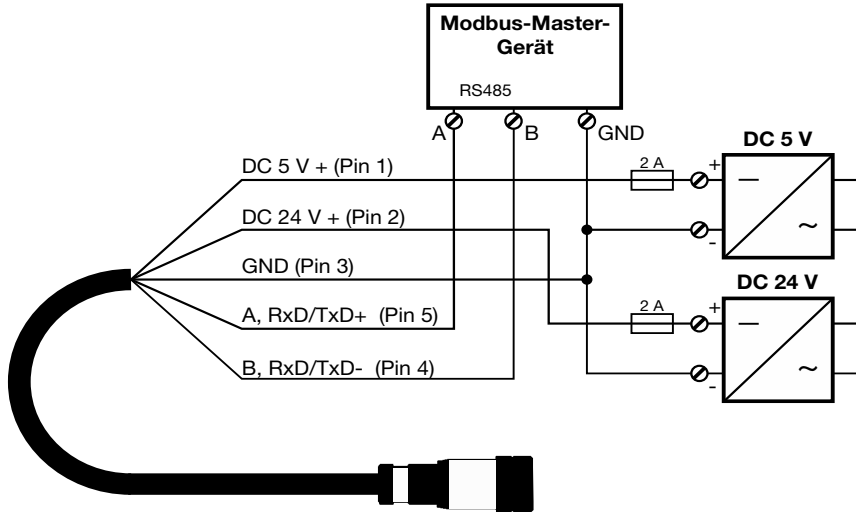 Modbus-Master-
Gerät
RS485
A
B
GND
DC 5 V
DC 5 V + (Pin 1)
2 A
+
-
DC 24 V + (Pin 2)
GND (Pin 3)
DC 24 V
A, RxD/TxD+ (Pin 5)
2 A
+
-
B, RxD/TxD- (Pin 4)